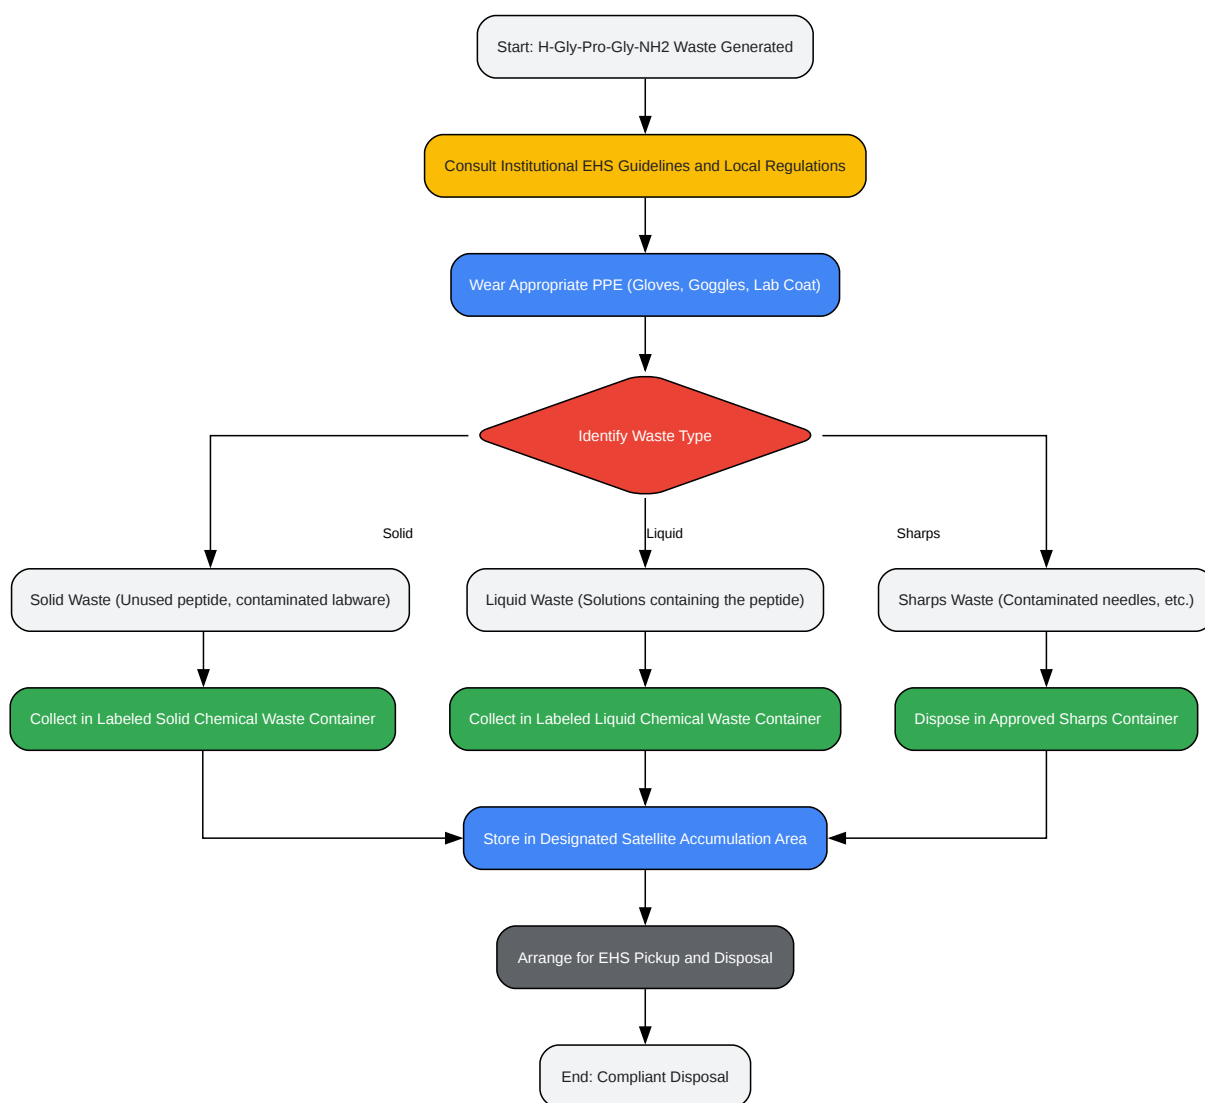 Start: H-Gly-Pro-Gly-NH2 Waste Generated
Consult Institutional EHS Guidelines and Local Regulations
Wear Appropriate PPE (Gloves, Goggles, Lab Coat)
Identify Waste Type
Solid
Liquid
Sharps
Solid Waste (Unused peptide, contaminated labware)
Liquid Waste (Solutions containing the peptide)
Sharps Waste (Contaminated needles, etc.)
Collect in Labeled Solid Chemical Waste Container
Collect in Labeled Liquid Chemical Waste Container
Dispose in Approved Sharps Container
Store in Designated Satellite Accumulation Area
Arrange for EHS Pickup and Disposal
End: Compliant Disposal